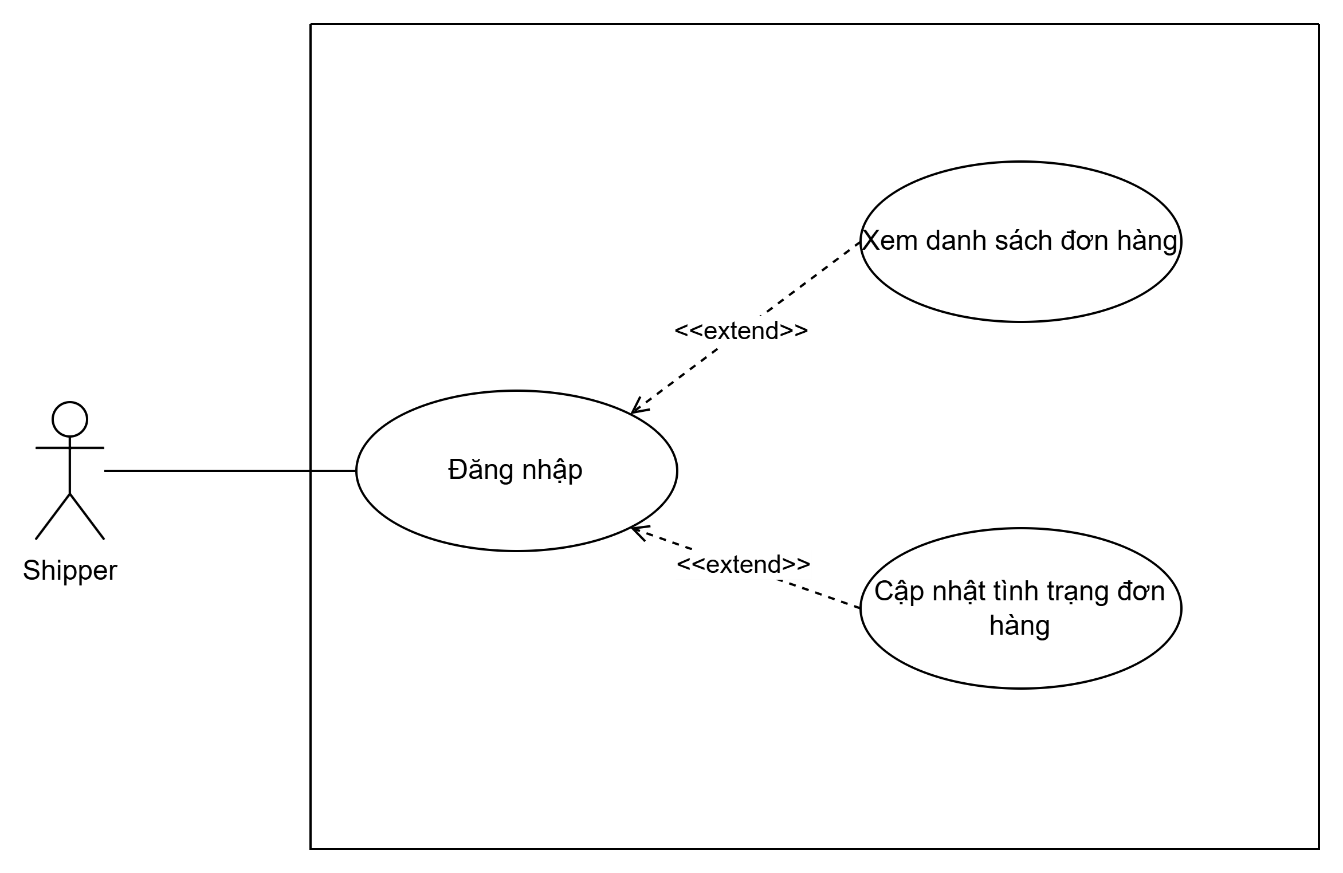 Xem danh sách đơn hàng
<<extend>>
Đăng nhập
<<extend>>
Shipper
Cập nhật tình trạng đơn
hàng